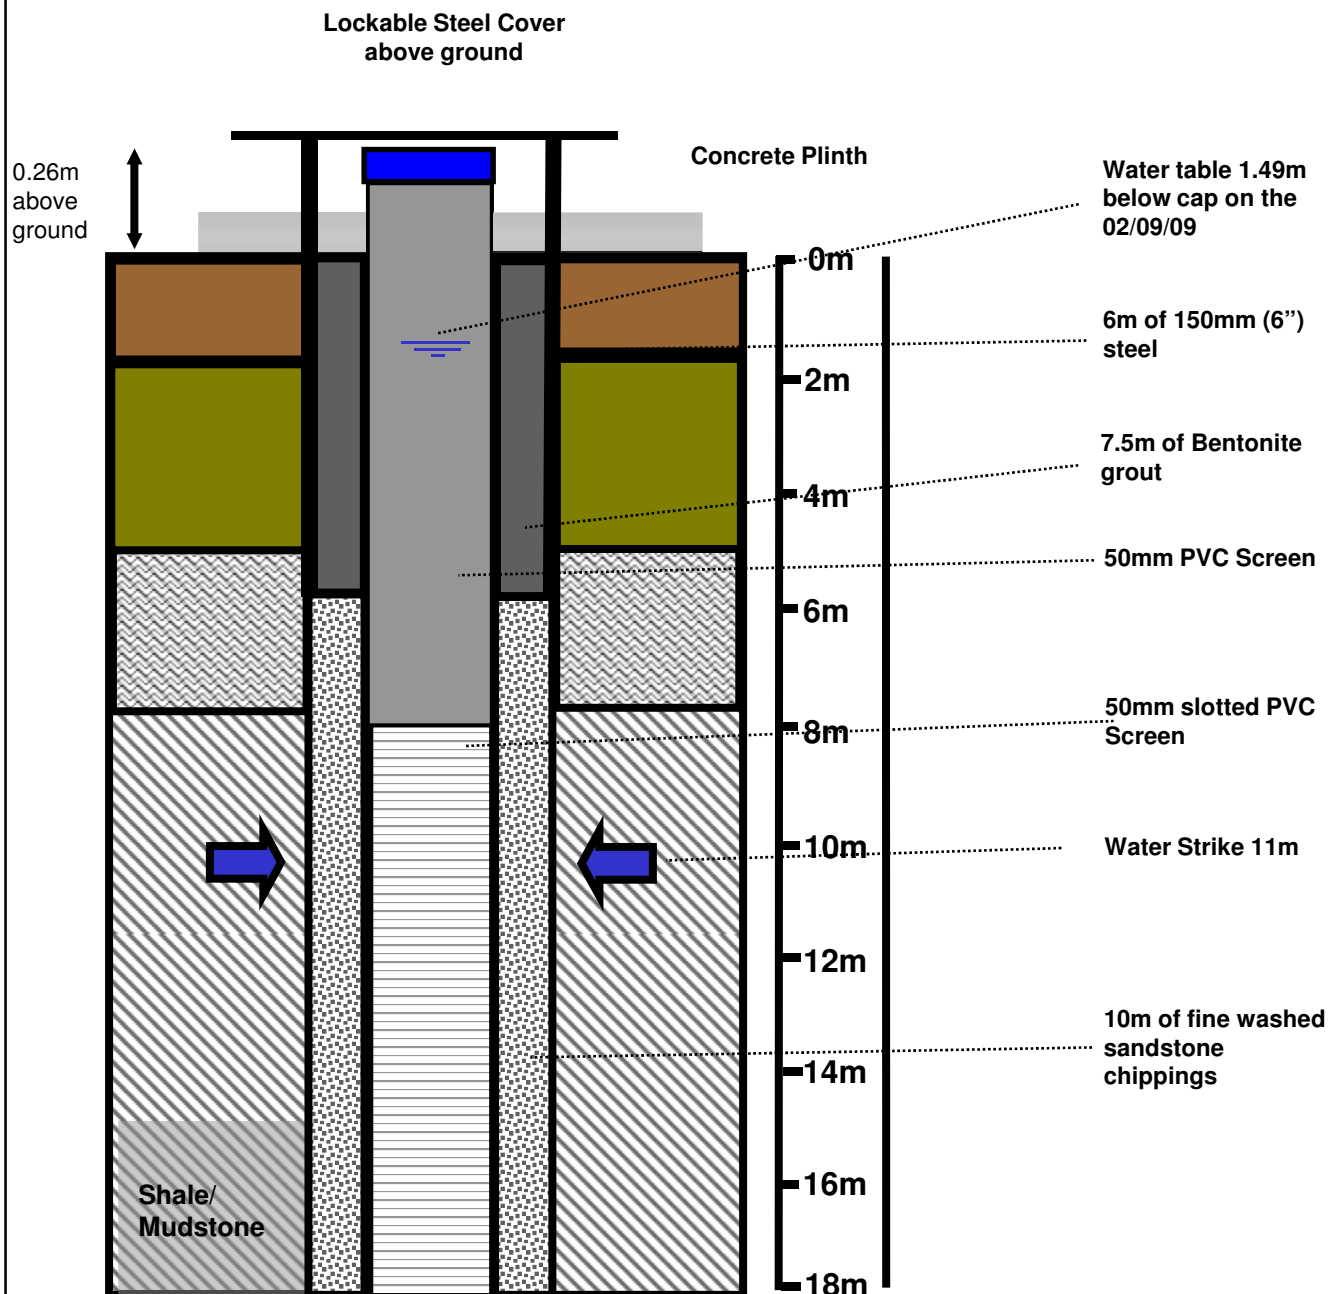 Lockable Steel Cover
above ground
0.26m
above
ground
Concrete Plinth
Water table 1.49m
below cap on the
02/09/09
0m
6m of 150mm (6”)
steel
2m
7.5m of Bentonite
grout
4m
50mm PVC Screen
6m
50mm slotted PVC
Screen
8m
Water Strike 11m
10m
12m
10m of fine washed
sandstone
chippings
14m
16m
Shale/
Mudstone
18m